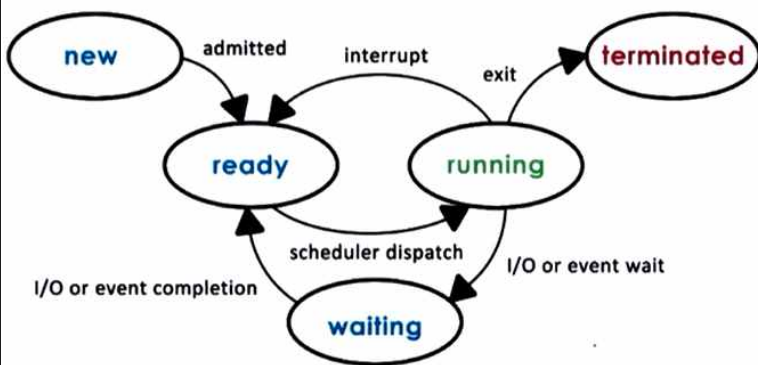 new
admitted
interrupt
exit
terminated
ready
running
scheduler dispatch
I/O or event completion
I/O or event wait
waiting